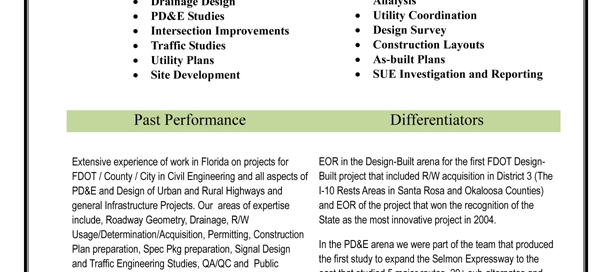 Drainage Design
PD&E Studies
Intersection Improvements
Traffic Studies
Utility Plans
Site Development
Analysis
Utility Coordination
Design Survey
Construction Layouts
As-built Plans
SUE Investigation and Reporting
Past Performance
Extensive experience of work in Florida on projects for
FDOT / County / City in Civil Engineering and all aspects of
PD&E and Design of Urban and Rural Highways and
general Infrastructure Projects. Our areas of expertise
include, Roadway Geometry, Drainage, R/W
Usage/Determination/Acquisition, Permitting, Construction
Plan preparation, Spec Pkg preparation, Signal Design
and Traffic Engineering Studies, QA/QC and Public
Differentiators
EOR in the Design-Built arena for the first FDOT Design-
Built project that included R/W acquisition in District 3 (The
I-10 Rests Areas in Santa Rosa and Okaloosa Counties)
and EOR of the project that won the recognition of the
State as the most innovative project in 2004.
In the PD&E arena we were part of the team that produced
the first study to expand the Selmon Expressway to the